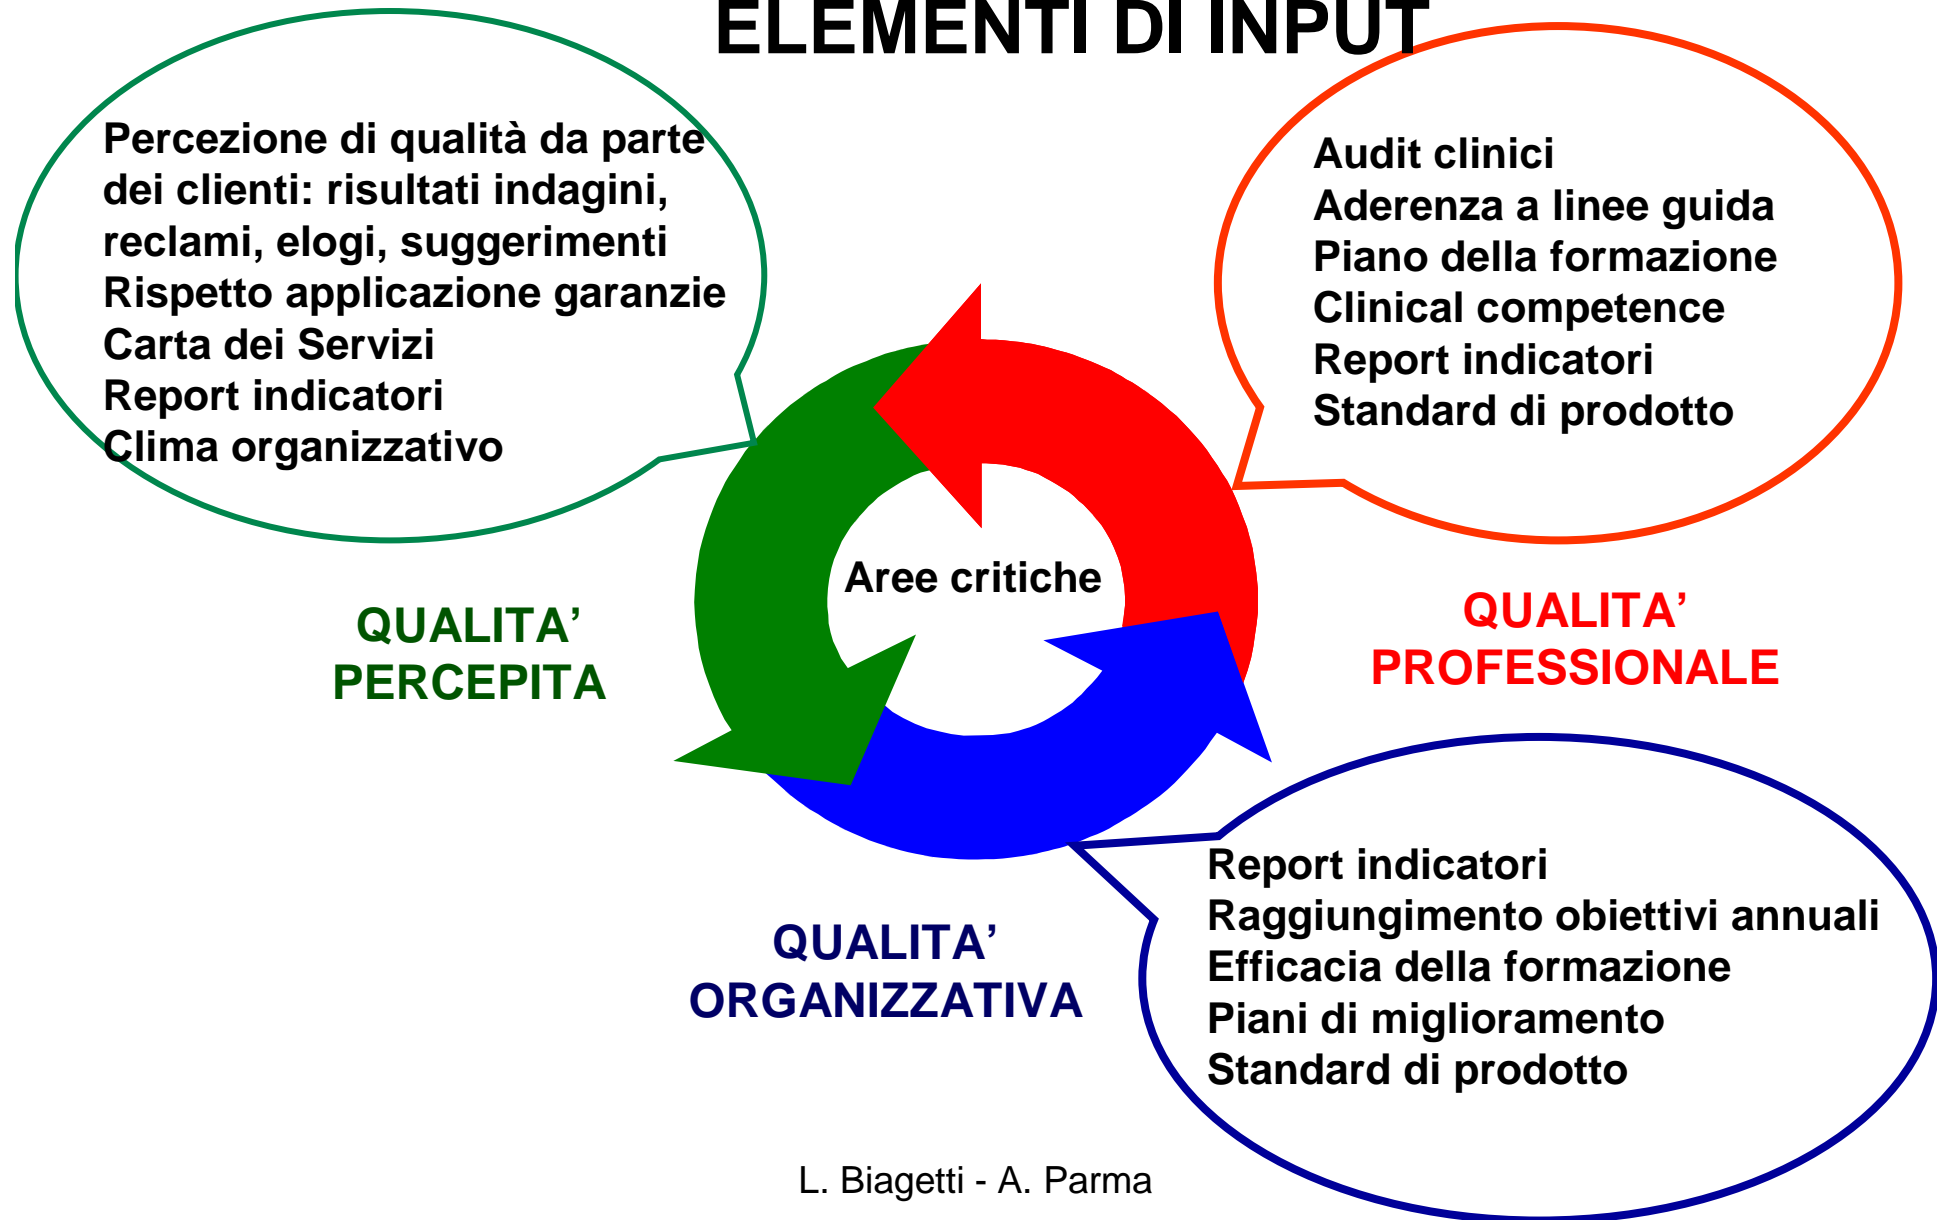 ELEMENTI DI INPUT
Percezione di qualità da parte
dei clienti: risultati indagini,
reclami, elogi, suggerimenti
Rispetto applicazione garanzie
Carta dei Servizi
Report indicatori
Clima organizzativo
Audit clinici
Aderenza a linee guida
Piano della formazione
Clinical competence
Report indicatori
Standard di prodotto
Aree critiche
QUALITA’
PERCEPITA
QUALITA’
PROFESSIONALE
QUALITA’
ORGANIZZATIVA
Report indicatori
Raggiungimento obiettivi annuali
Efficacia della formazione
Piani di miglioramento
Standard di prodotto
L. Biagetti - A. Parma